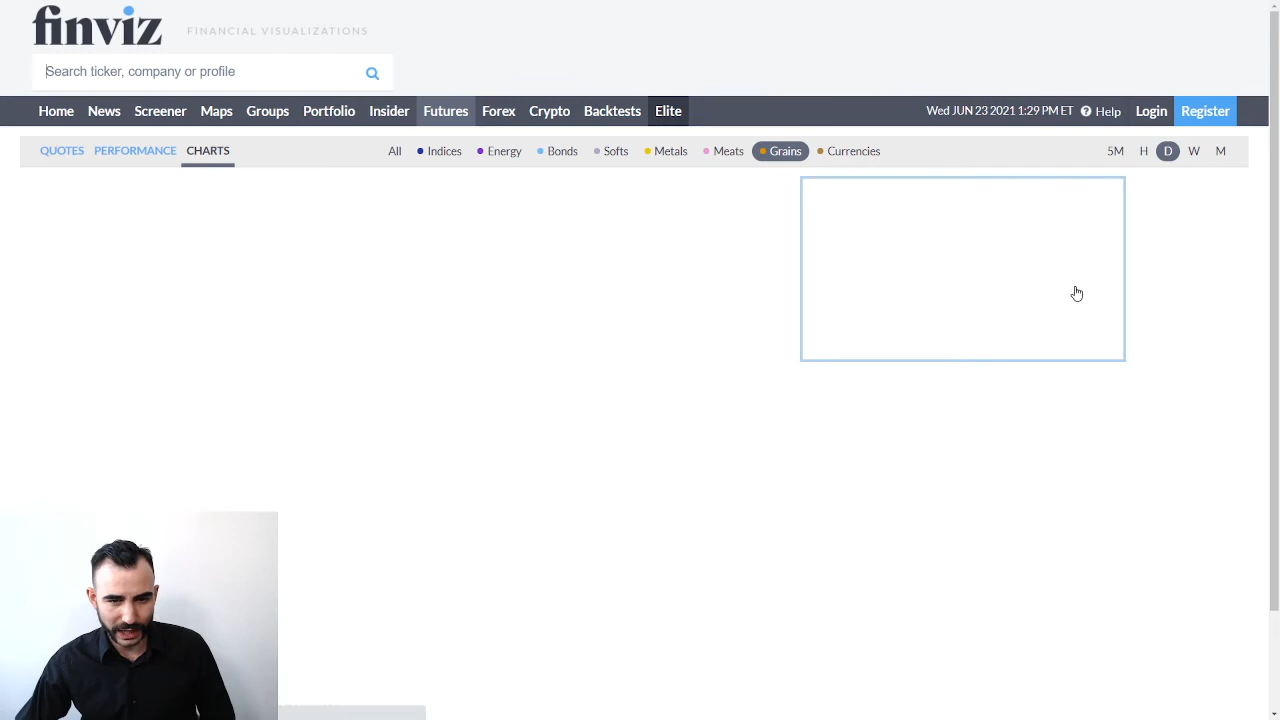 finviz
FINANCIAL VISUALIZATIONS
Search ticker, company or profile
Home News Screener Maps Groups Portfolio Insider Futures Forex Crypto Backtests Elite Wed JUN 23 2021 1:29 PM ET Help Login Register
QUOTES PERFORMANCE CHARTS All Indices Energy Bonds Softs Metals Meats Grains Currencies 5M H D W M